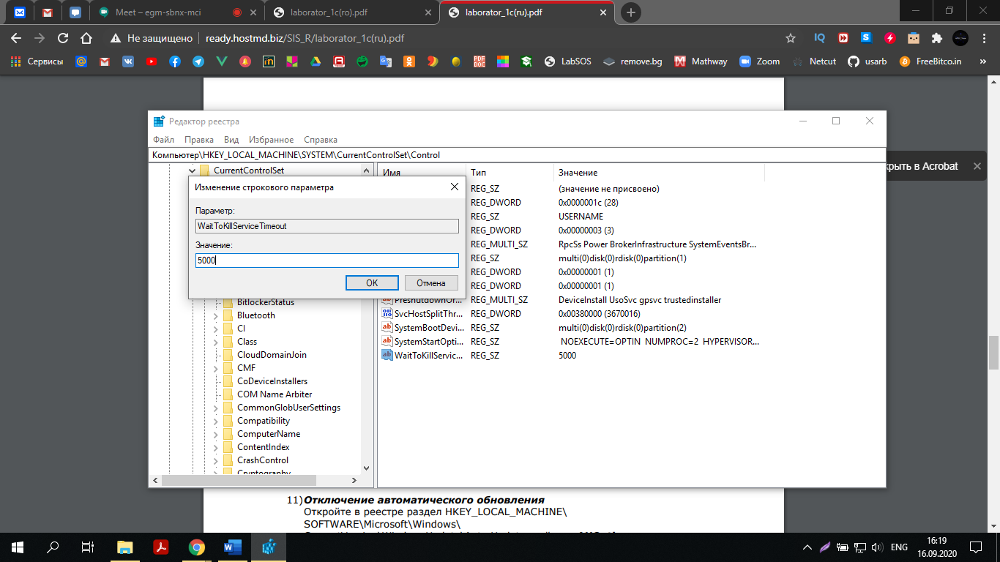 Meet – egm-sbnx-mci
laborator_1c(ro).pdf
laborator_1c(ru).pdf
Не защищено
ready.hostmd.biz/SIS_R/laborator_1c(ru).pdf
Сервисы
LabSOS
remove.bg
Mathway
Zoom
Netcut
usarb
FreeBitco.in
»
Редактор реестра
Файл Правка Вид Избранное Справка
Компьютер\HKEY_LOCAL_MACHINE\SYSTEM\CurrentControlSet\Control
крыть в Acrobat
CurrentControlSet
Имя Тип Значение
Изменение строкового параметра
Параметр:
WaitToKillServiceTimeout
Значение:
5000
OK
Отмена
REG_SZ (значение не присвоено)
REG_DWORD 0x0000001c (28)
REG_SZ USERNAME
REG_DWORD 0x00000003 (3)
REG_MULTI_SZ RpcSs Power BrokerInfrastructure SystemEventsBr...
REG_SZ multi(0)disk(0)rdisk(0)partition(1)
REG_DWORD 0x00000001 (1)
REG_DWORD 0x00000001 (1)
PreshutdownOr... REG_MULTI_SZ DeviceInstall UsoSvc gpsvc trustedinstaller
SvcHostSplitThr... REG_DWORD 0x00380000 (3670016)
SystemBootDevi... REG_SZ multi(0)disk(0)rdisk(0)partition(2)
SystemStartOpti... REG_SZ NOEXECUTE=OPTIN NUMPROC=2 HYPERVISOR...
WaitToKillServic... REG_SZ 5000
BitlockerStatus
Bluetooth
CI
Class
CloudDomainJoin
CMF
CoDeviceInstallers
COM Name Arbiter
CommonGlobUserSettings
Compatibility
ComputerName
ContentIndex
CrashControl
Cryptography
11)Отключение автоматического обновления
Откройте в реестре раздел HKEY_LOCAL_MACHINE\
SOFTWARE\Microsoft\Windows\
ENG
16:19
16.09.2020